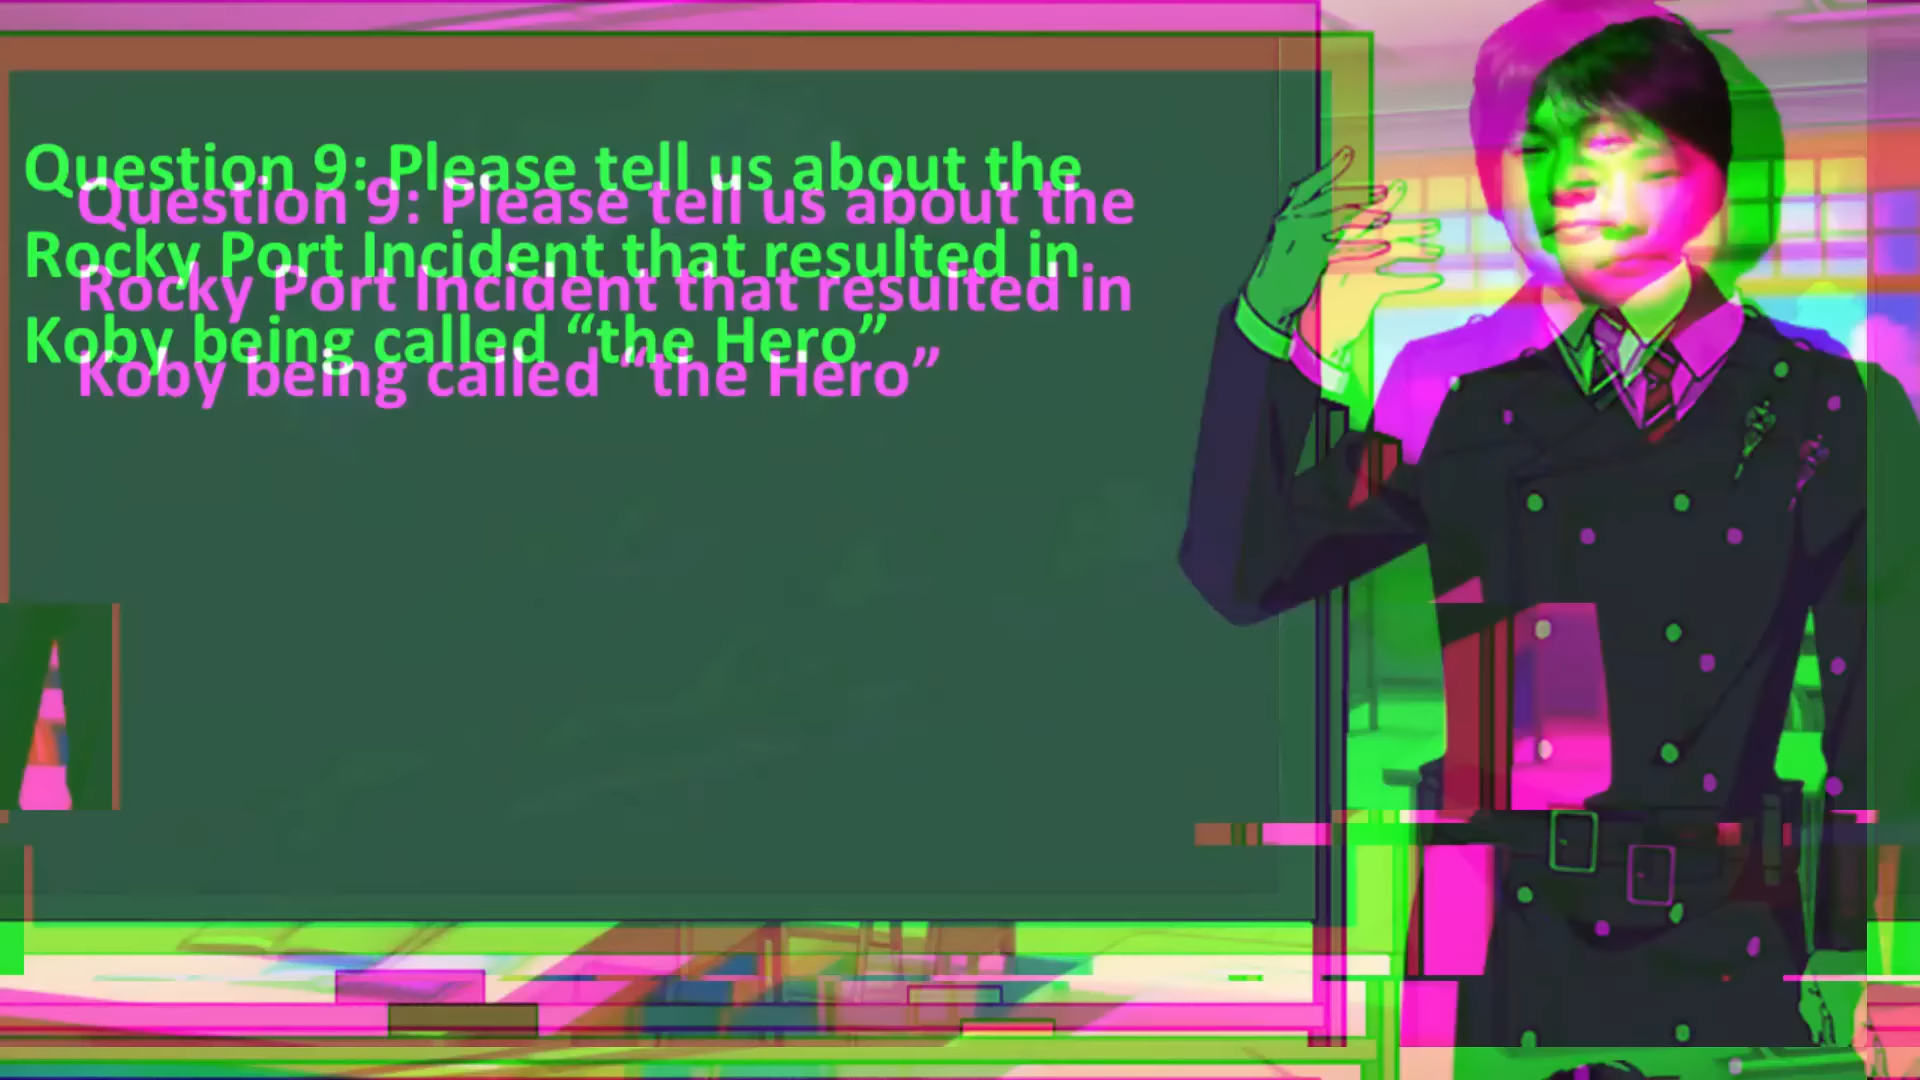 Question 9: Please tell us about the
Rocky Port Incident that resulted in
Koby being called “the Hero”